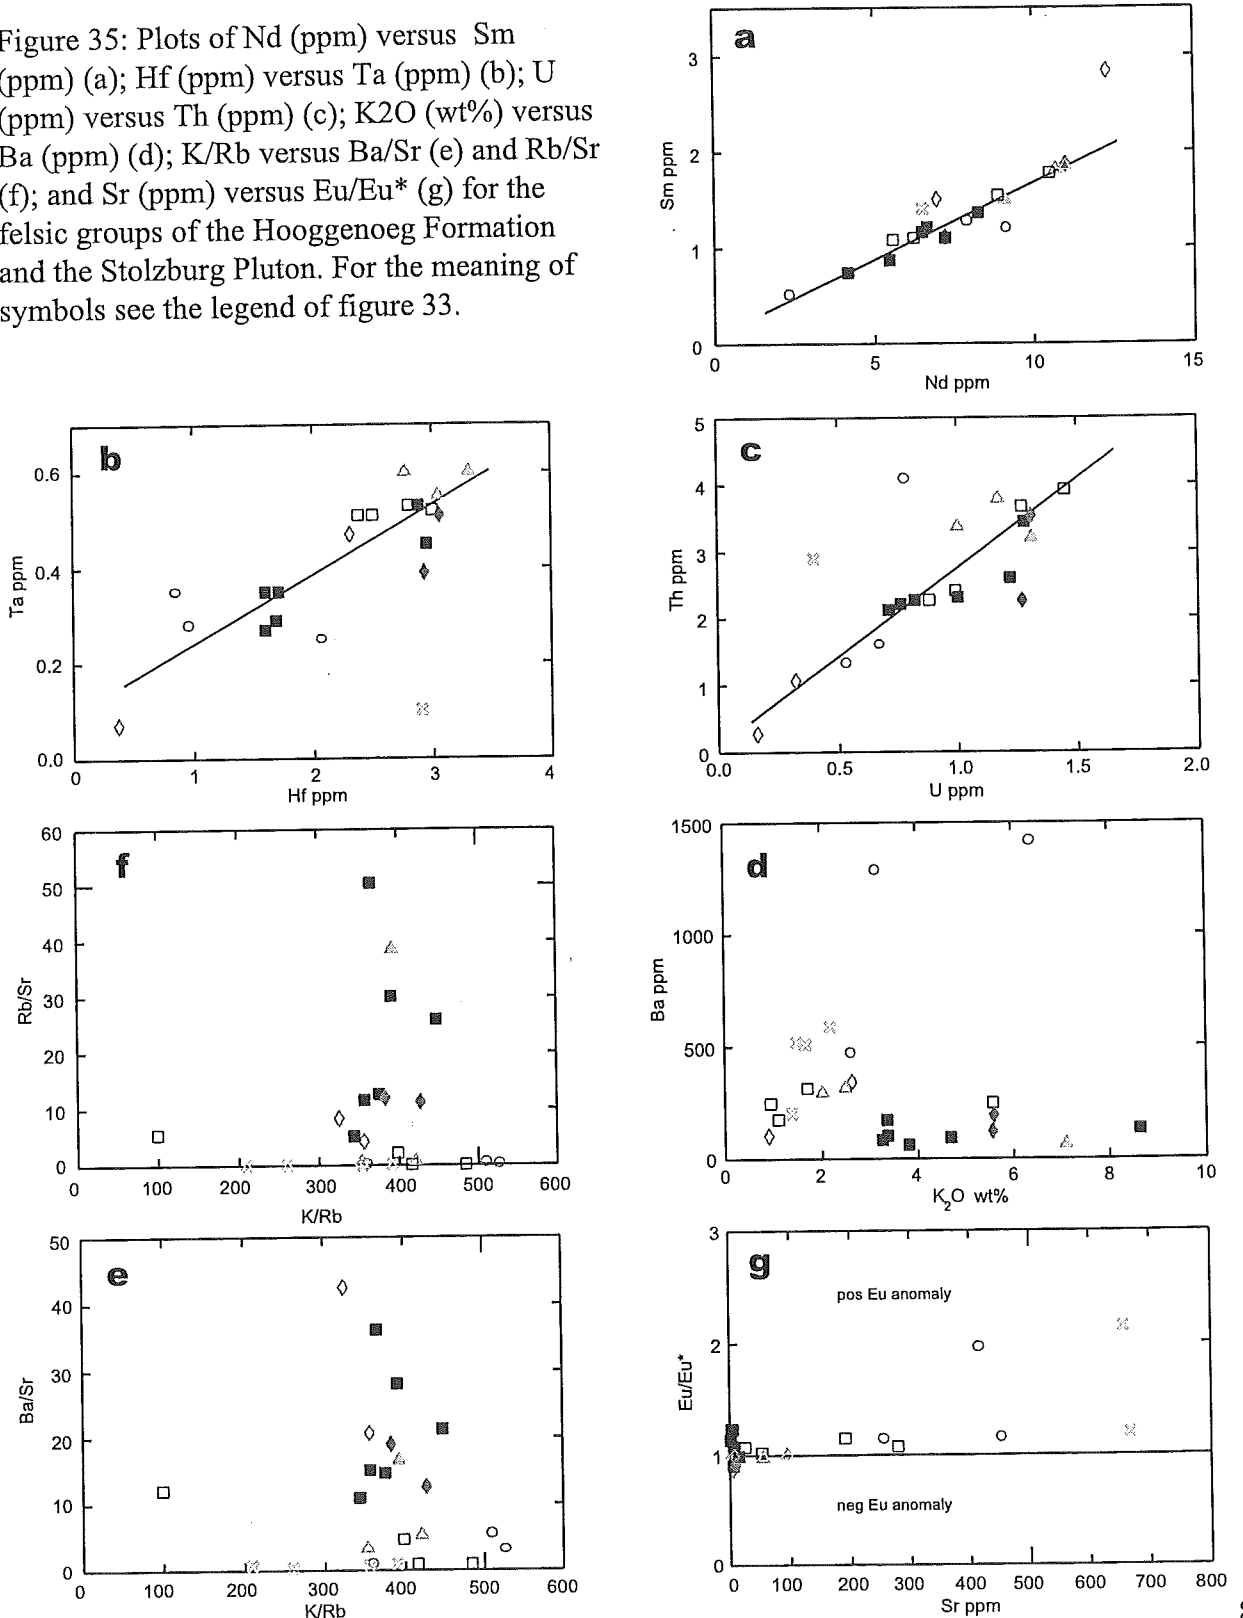 Figure 35: Plots of Nd (ppm) versus Sm
(ppm) (a); Hf (ppm) versus Ta (ppm) (b); U
(ppm) versus Th (ppm) (c); K2O (wt%) versus
Ba (ppm) (d); K/Rb versus Ba/Sr (e) and Rb/Sr
(f); and Sr (ppm) versus Eu/Eu* (g) for the
felsic groups of the Hooggenoeg Formation
and the Stolzburg Pluton. For the meaning of
symbols see the legend of figure 33.
a
3
2
1
0
Sm ppm
0 5 10 15
Nd ppm
b
0.6
0.4
0.2
0.0
Ta ppm
0 1 2 3 4
Hf ppm
c
5
4
3
2
1
0
Th ppm
0.0 0.5 1.0 1.5 2.0
U ppm
f
60
50
40
30
20
10
0
Rb/Sr
0 100 200 300 400 500 600
K/Rb
d
1500
1000
500
0
Ba ppm
0 2 4 6 8 10
K2O wt%
e
50
40
30
20
10
0
Ba/Sr
0 100 200 300 400 500 600
K/Rb
g
3
2
1
0
Eu/Eu*
pos Eu anomaly
neg Eu anomaly
0 100 200 300 400 500 600 700 800
Sr ppm